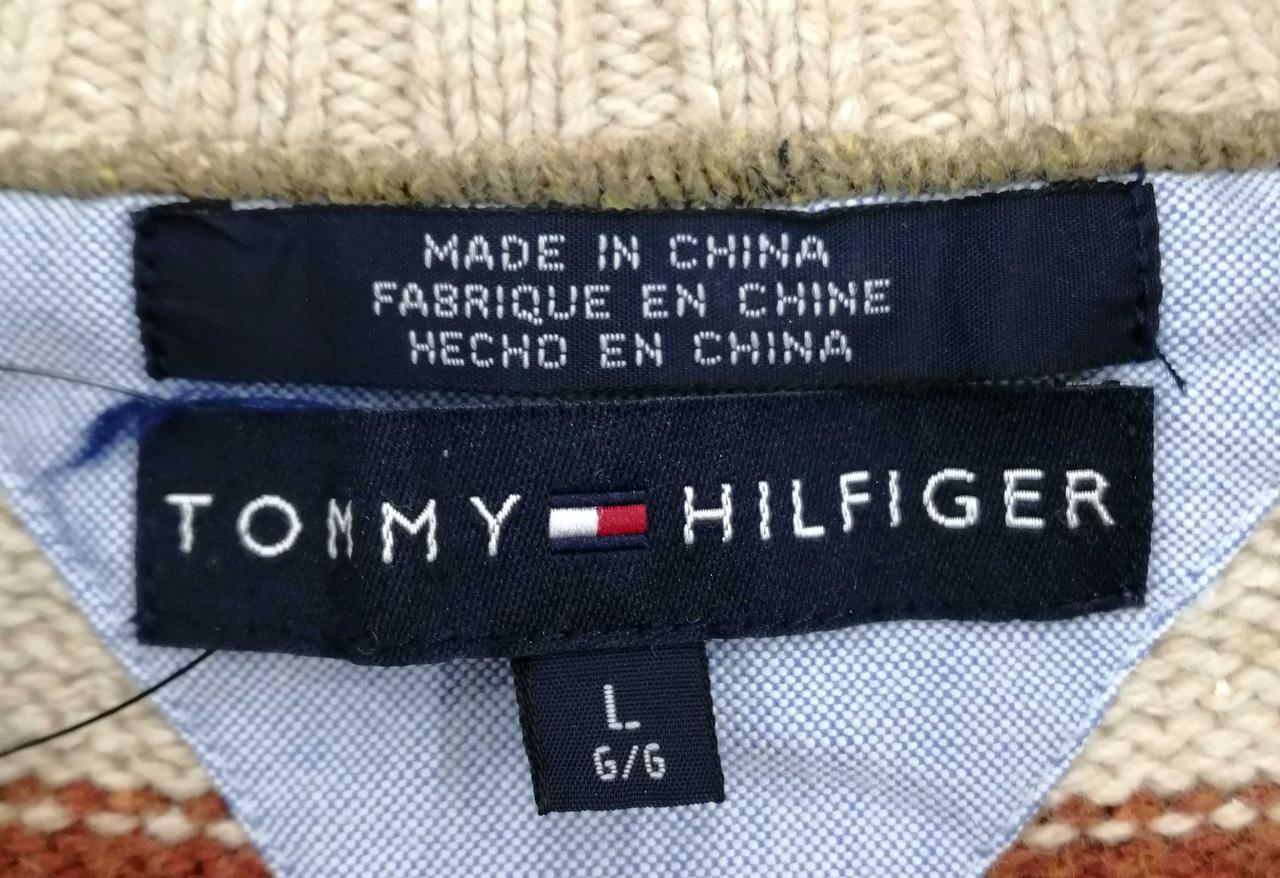 MADE IN CHINA
FABRIQUE EN CHINE
HECHO EN CHINA
TOMMY HILFIGER
L
G/G